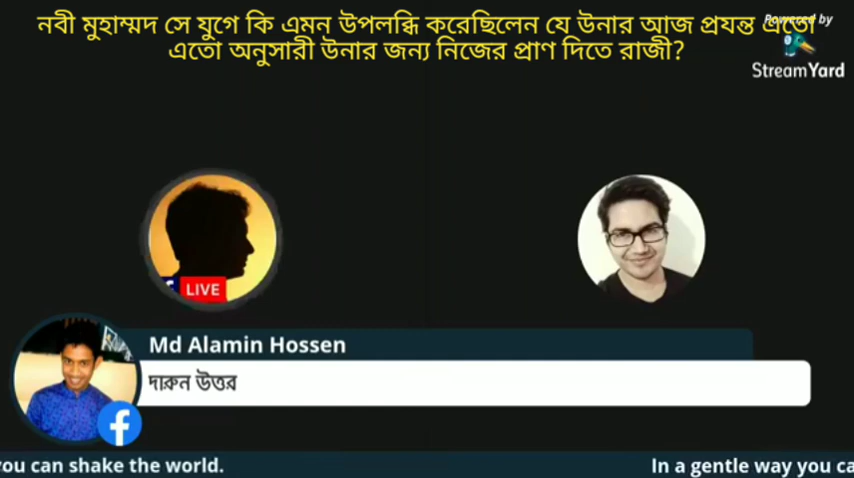 নবী মুহাম্মদ সে যুগে কি এমন উপলব্ধি করেছিলেন যে উনার আজ প্রযন্ত এতো
এতো অনুসারী উনার জন্য নিজের প্রাণ দিতে রাজী?
Powered by
StreamYard
LIVE
Md Alamin Hossen
দারুন উত্তর
you can shake the world.
In a gentle way you ca